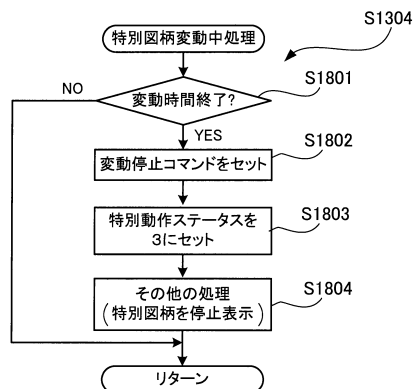 S1304
特別図柄変動中処理
S1801
NO
変動時間終了?
YES
S1802
変動停止コマンドをセット
S1803
特別動作ステータスを
3にセット
S1804
その他の処理
(特別図柄を停止表示)
リターン